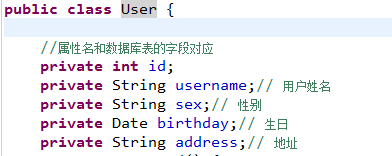 public class User {
//属性名和数据库表的字段对应
private int id;
private String username;// 用户姓名
private String sex;// 性别
private Date birthday;// 生日
private String address;// 地址